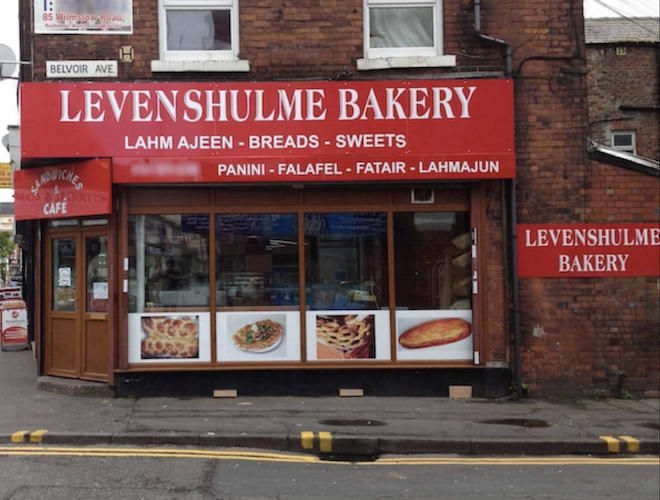 85 Wilmslow Road,
BELVOIR AVE
LEVENSHULME BAKERY
LAHM AJEEN - BREADS - SWEETS
PANINI - FALAFEL - FATAIR - LAHMAJUN
SANDWICHES
&
CAFÉ
LEVENSHULME
BAKERY